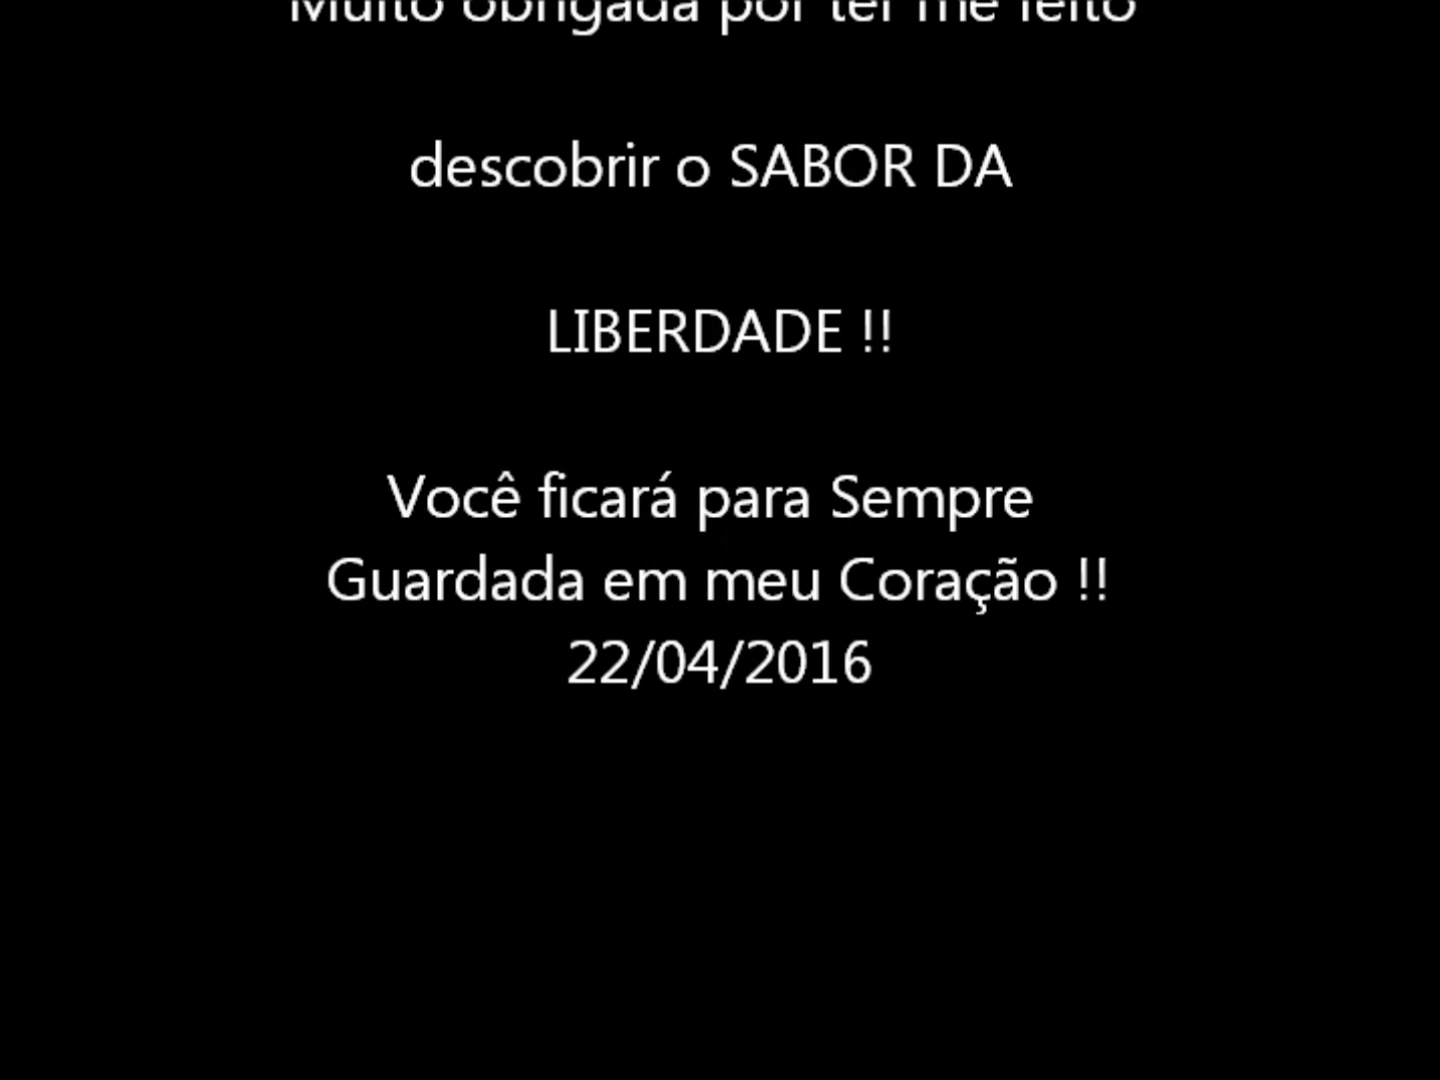 Muito obrigada por ter me feito
descobrir o SABOR DA
LIBERDADE !!
Você ficará para Sempre
Guardada em meu Coração !!
22/04/2016